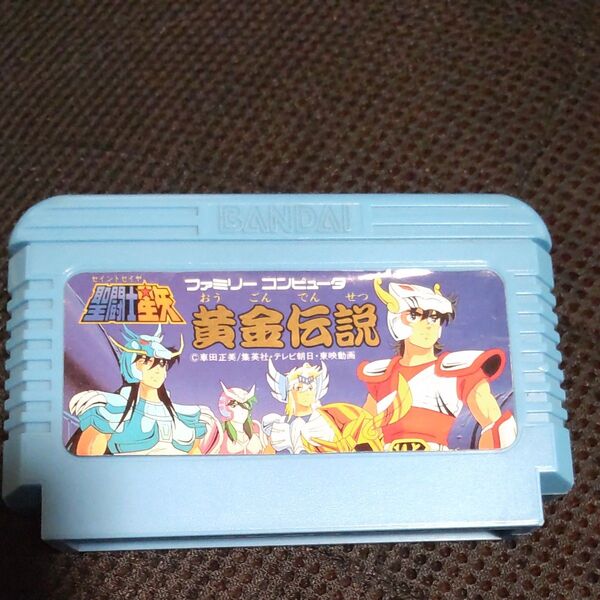 BANDAI
セイントセイヤ
聖闘士星矢
ファミリー コンピュータ
おう ごん でん せつ
黄金伝説
©車田正美/集英社・テレビ朝日・東映動画